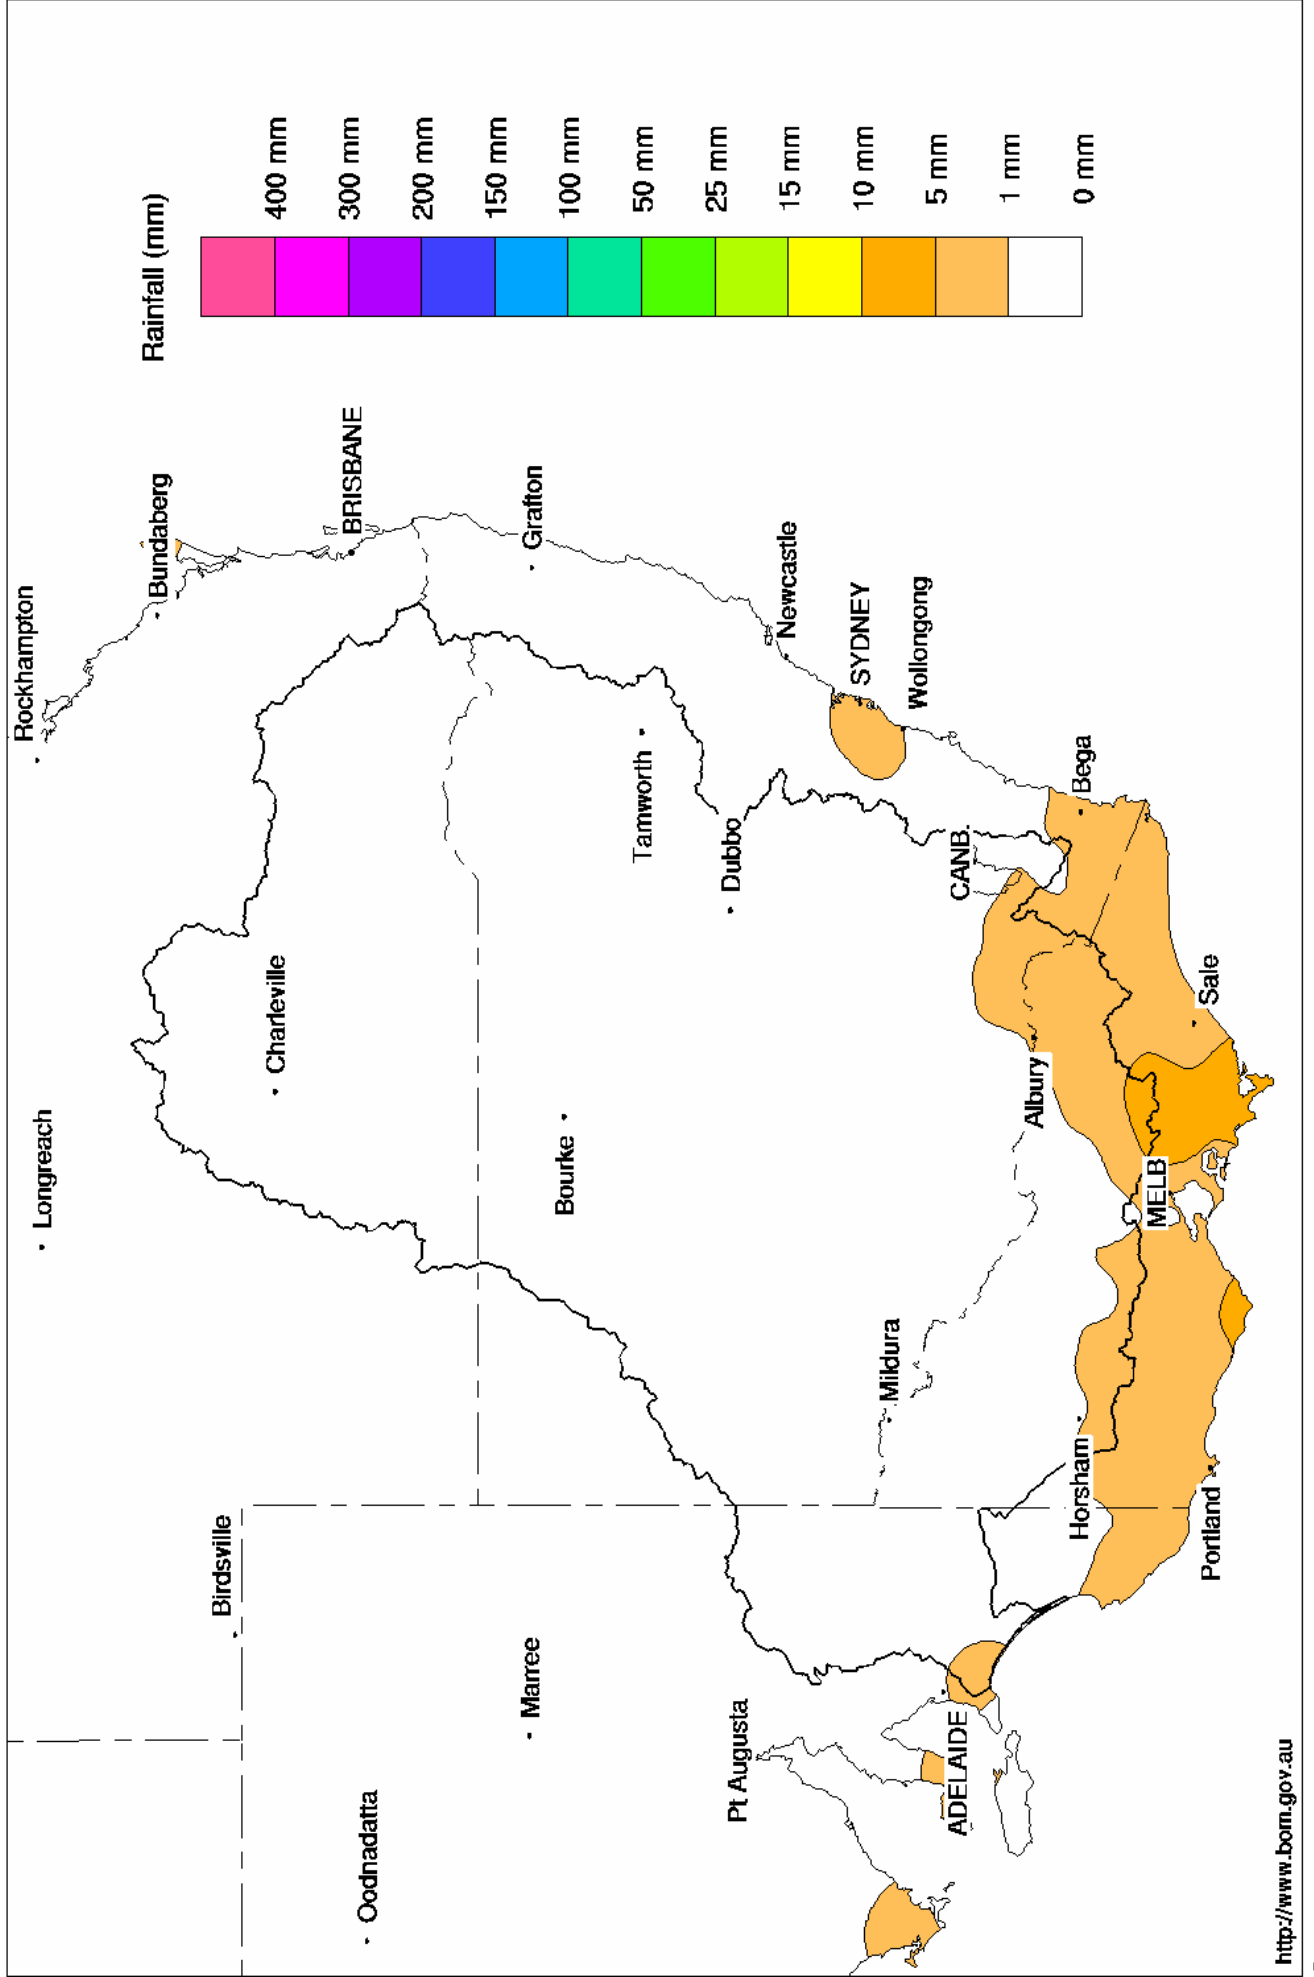 Rainfall (mm)
400 mm
300 mm
200 mm
150 mm
100 mm
50 mm
25 mm
15 mm
10 mm
5 mm
1 mm
0 mm
Rockhampton
Longreach
Bundaberg
Birdsville
Charleville
BRISBANE
Oodnadatta
Marree
Bourke
Grafton
Tamworth
Dubbo
Pt Augusta
Newcastle
SYDNEY
Mildura
Wollongong
ADELAIDE
CANB.
Albury
Horsham
Bega
MELB
Portland
Sale
http://www.bom.gov.au